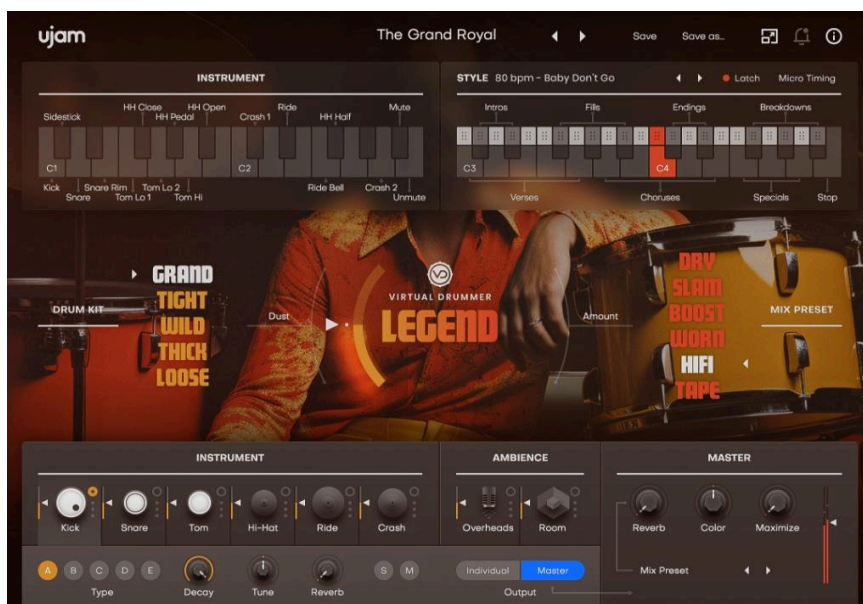 ujam
The Grand Royal
Save
Save as...
INSTRUMENT
HH Close
HH Open
Ride
Mute
Sidestick
HH Pedal
Crash 1
HH Half
C1
C2
Kick
Snare Rim
Tom Lo 2
Ride Bell
Crash 2
Snare
Tom Lo 1
Tom Hi
Unmute
STYLE 80 bpm - Baby Don't Go
Latch
Micro Timing
Intros
Fills
Endings
Breakdowns
C3
C4
Verses
Choruses
Specials
Stop
DRUM KIT
GRAND
TIGHT
WILD
THICK
LOOSE
Dust
VD
VIRTUAL DRUMMER
LEGEND
Amount
DRY
SLAM
BOOST
WORN
HIFI
TAPE
MIX PRESET
INSTRUMENT
Kick
Snare
Tom
Hi-Hat
Ride
Crash
AMBIENCE
Overheads
Room
MASTER
Reverb
Color
Maximize
Mix Preset
A B C D E
Type
Decay
Tune
Reverb
S M
Individual
Master
Output